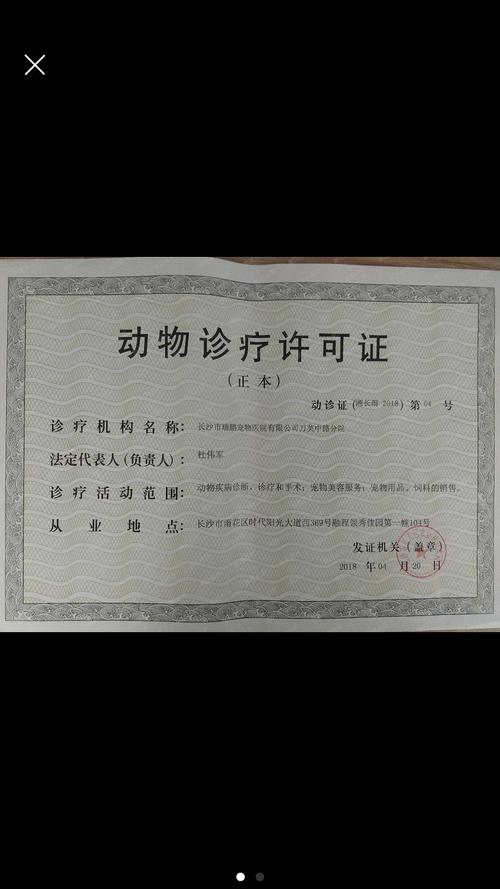 动物诊疗许可证
(正本)
动诊证(湘长雨 2018)第 04 号
诊疗机构名称: 长沙市瑞鹏宠物医院有限公司万芙中路分院
法定代表人(负责人): 杜伟军
诊疗活动范围: 动物疾病诊断、诊疗和手术;宠物美容服务;宠物用品、饲料的销售。
从业地点: 长沙市雨花区时代阳光大道西369号融程领秀佳园第一幢104号
发证机关(盖章)
2018 年 04 月 20 日